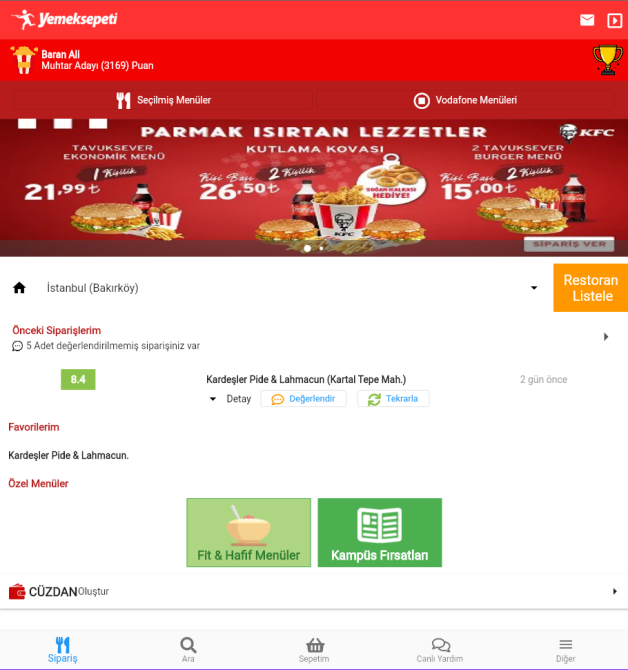 Yemeksepeti
Baran Ali
Muhtar Adayı (3169) Puan
Seçilmiş Menüler
Vodafone Menüleri
PARMAK ISIRTAN LEZZETLER
KFC
TAVUKSEVER
EKONOMİK MENÜ
KUTLAMA KOVASI
2 TAVUKSEVER
BURGER MENÜ
1 Kişilik
21,99₺
Kişi Başı 2 Kişilik
26,50₺
SOĞAN HALKASI
HEDİYE!
Kişi Başı 2 Kişilik
15,00₺
KFC
SİPARİŞ VER
İstanbul (Bakırköy)
Restoran
Listele
Önceki Siparişlerim
5 Adet değerlendirilmemiş siparişiniz var
8.4
Kardeşler Pide & Lahmacun (Kartal Tepe Mah.)
2 gün önce
Detay
Değerlendir
Tekrarla
Favorilerim
Kardeşler Pide & Lahmacun.
Özel Menüler
Fit & Hafif Menüler
Kampüs Fırsatları
CÜZDAN Oluştur
Sipariş
Ara
Sepetim
Canlı Yardım
Diğer